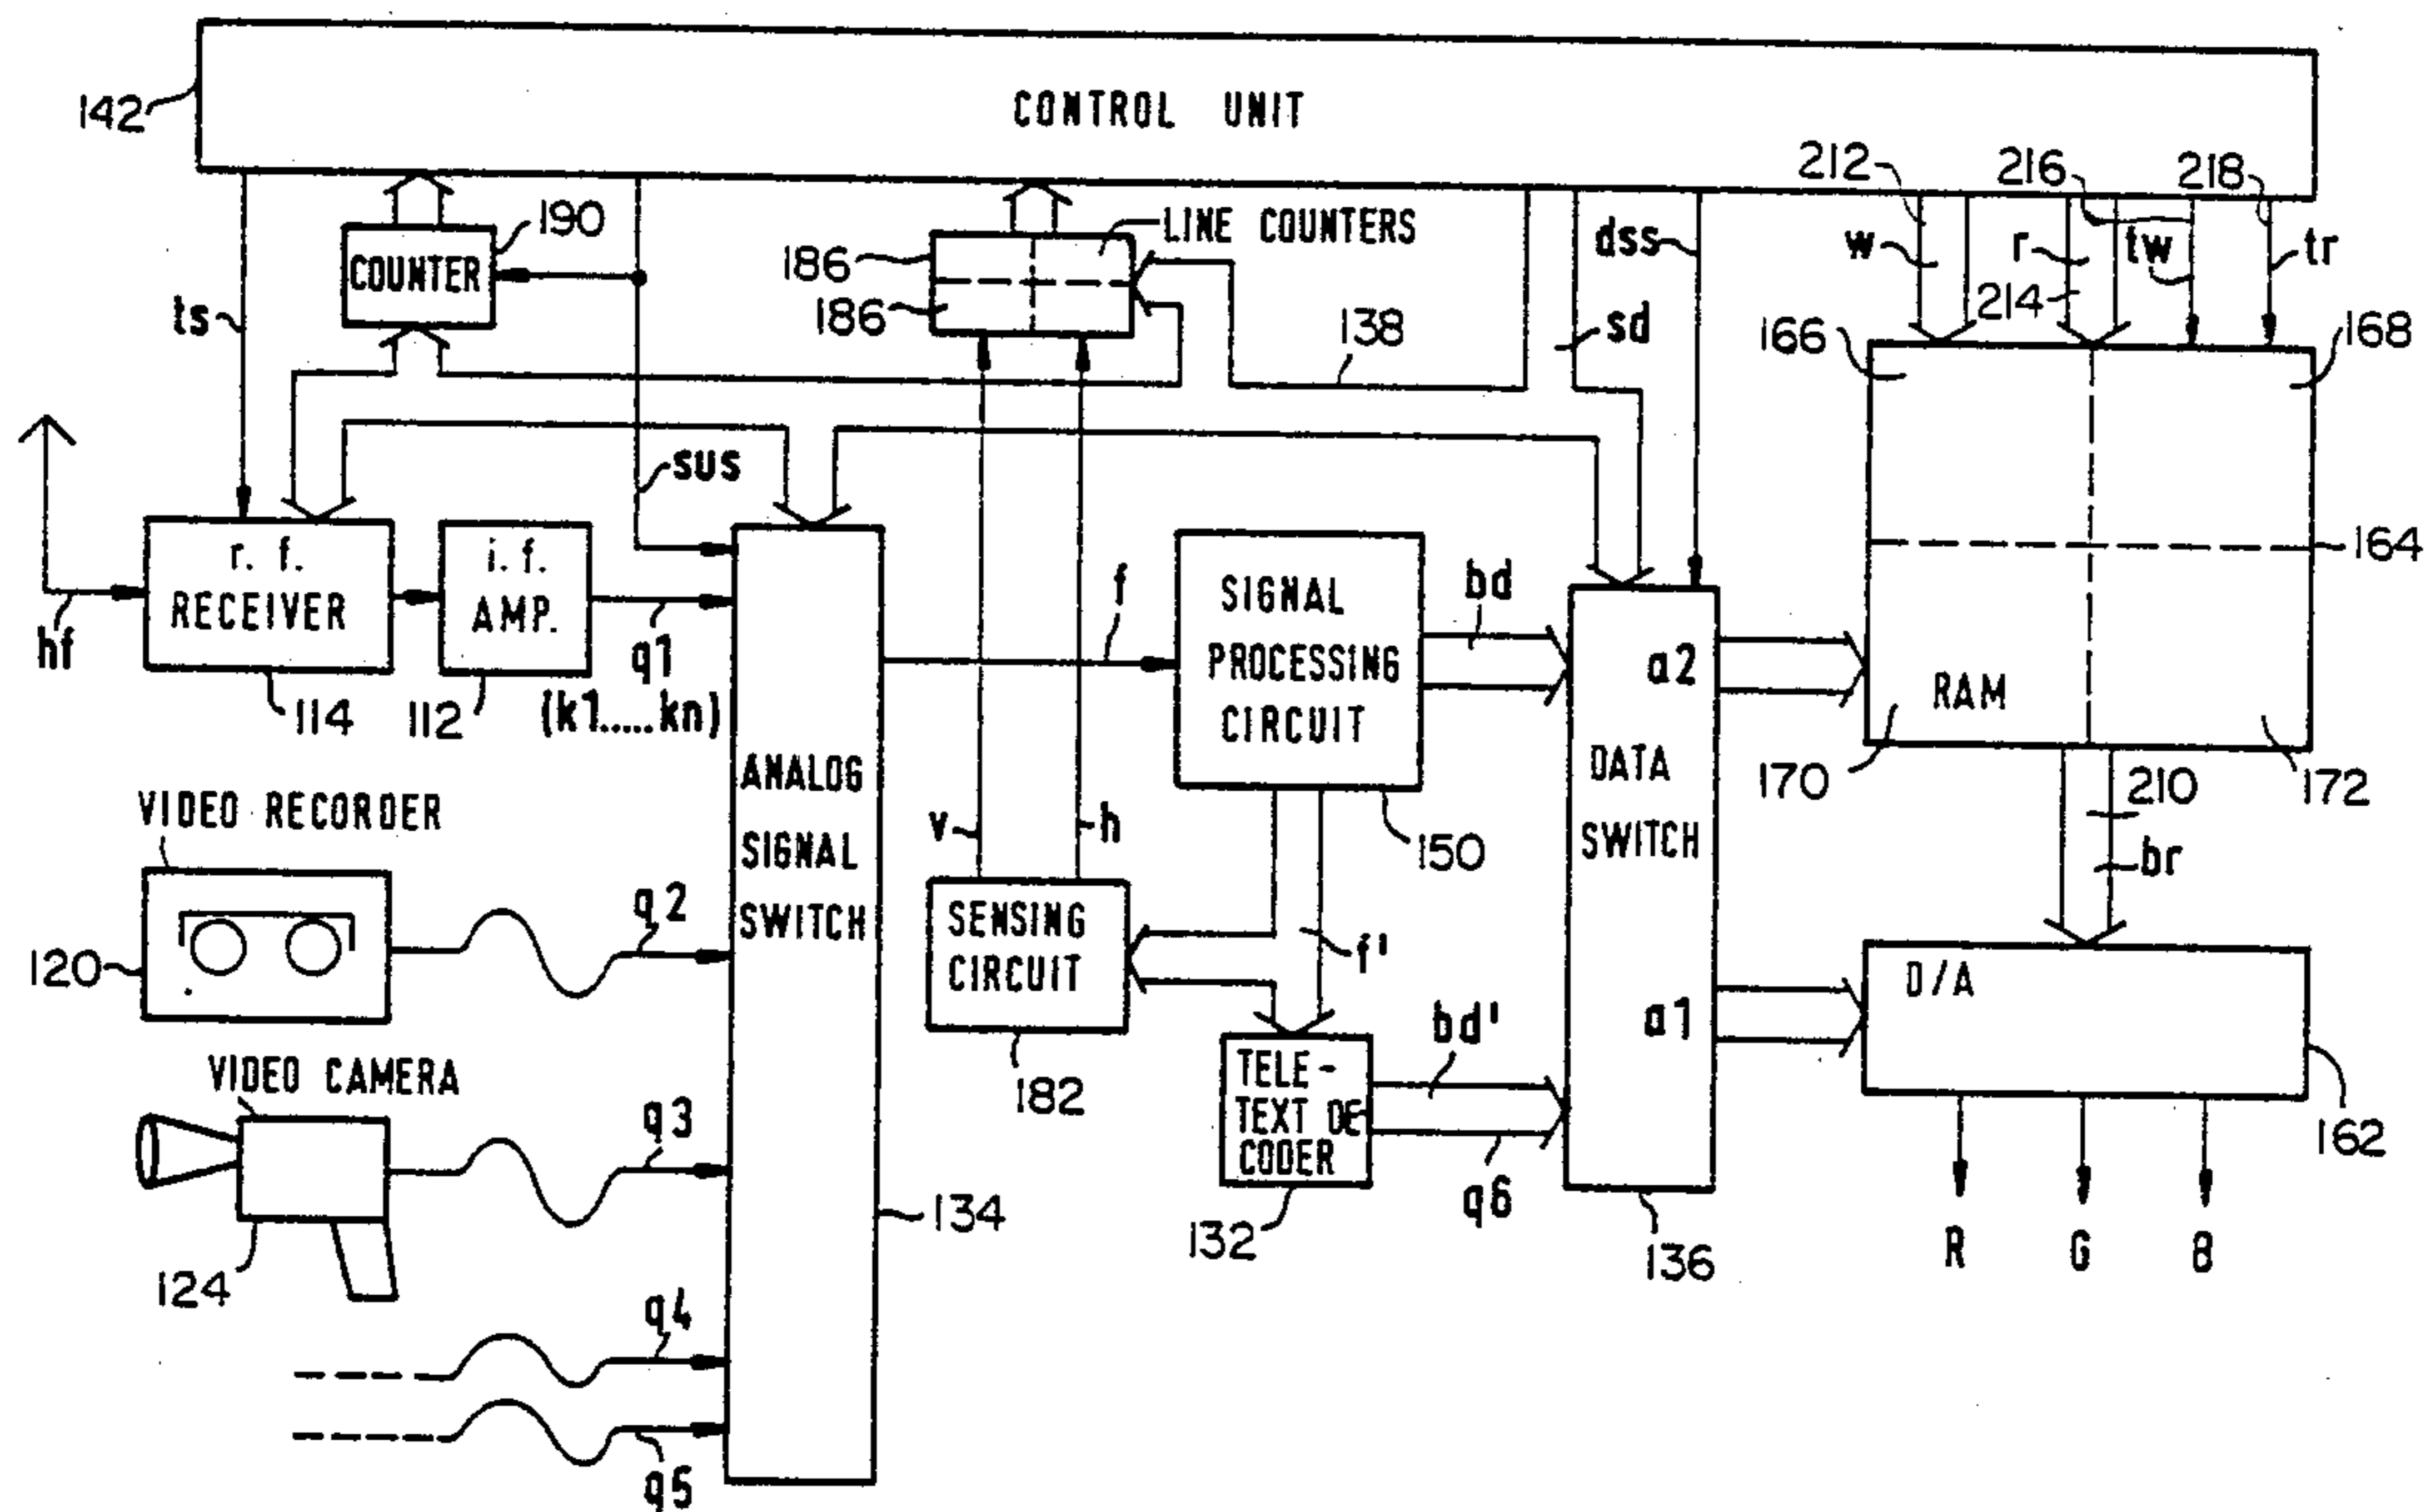 CONTROL UNIT
142
212
216
218
190
LINE COUNTERS
186
186
COUNTER
dss
w
r
tw
tr
214
ts
138
sd
166
168
sus
r. f.
RECEIVER
i. f.
AMP.
f
SIGNAL
PROCESSING
CIRCUIT
bd
a2
164
hf
q1
(k1.....kn)
114
112
RAM
ANALOG
SIGNAL
SWITCH
DATA
SWITCH
170
172
210
VIDEO RECORDER
v
h
150
br
q2
SENSING
CIRCUIT
f'
120
D/A
a1
bd'
VIDEO CAMERA
q3
182
TELE-
TEXT DE
CODER
162
134
132
q6
136
R
G
B
124
q4
q5